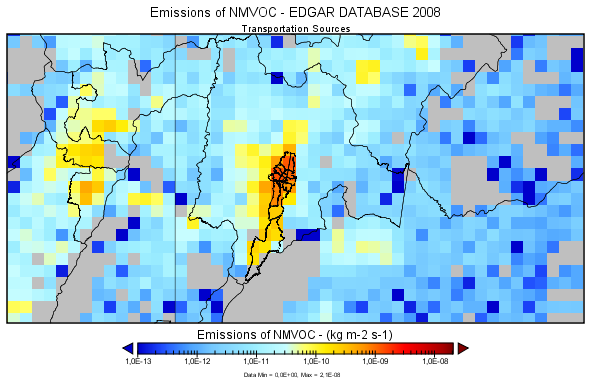 Emissions of NMVOC - EDGAR DATABASE 2008
Transportation Sources
Emissions of NMVOC - (kg m-2 s-1)
1,0E-13 1,0E-12 1,0E-11 1,0E-10 1,0E-09 1,0E-08
Data Min = 0,0E+00, Max = 2,1E-08